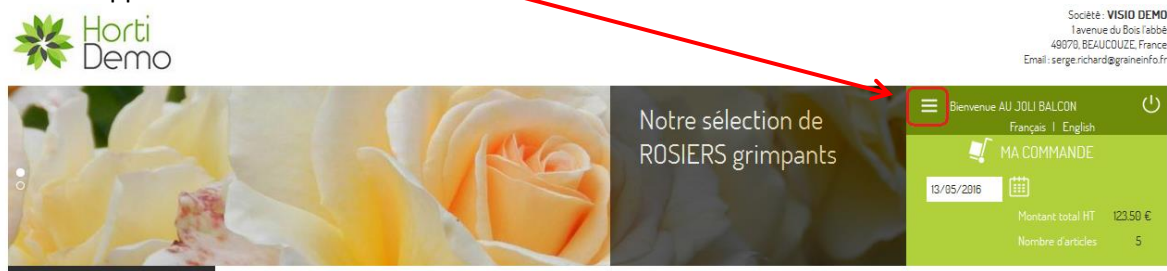 Horti
Demo
Société : VISIO DEMO
1 avenue du Bois l'abbé
49070, BEAUCOUZE, France
Email : serge.richard@graineinfo.fr
Notre sélection de
ROSIERS grimpants
Bienvenue AU JOLI BALCON
Français | English
MA COMMANDE
13/05/2016
Montant total HT 123.50 €
Nombre d'articles 5